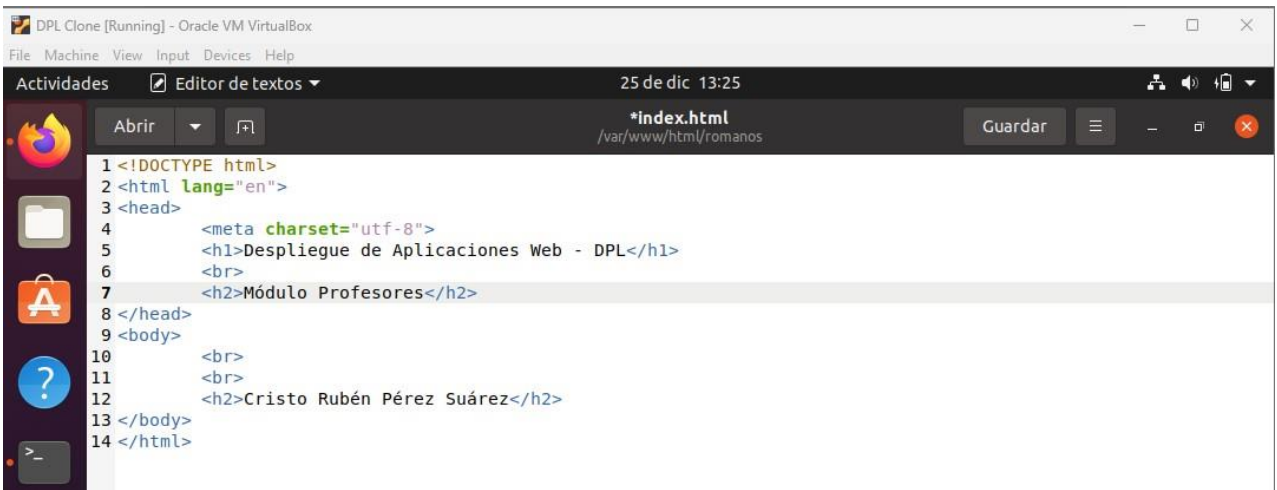 DPL Clone [Running] - Oracle VM VirtualBox
File Machine View Input Devices Help
Actividades Editor de textos 25 de dic 13:25
Abrir *index.html Guardar
/var/www/html/romanos
1 <!DOCTYPE html>
2 <html lang="en">
3 <head>
4 <meta charset="utf-8">
5 <h1>Despliegue de Aplicaciones Web - DPL</h1>
6 <br>
7 <h2>Módulo Profesores</h2>
8 </head>
9 <body>
10 <br>
11 <br>
12 <h2>Cristo Rubén Pérez Suárez</h2>
13 </body>
14 </html>